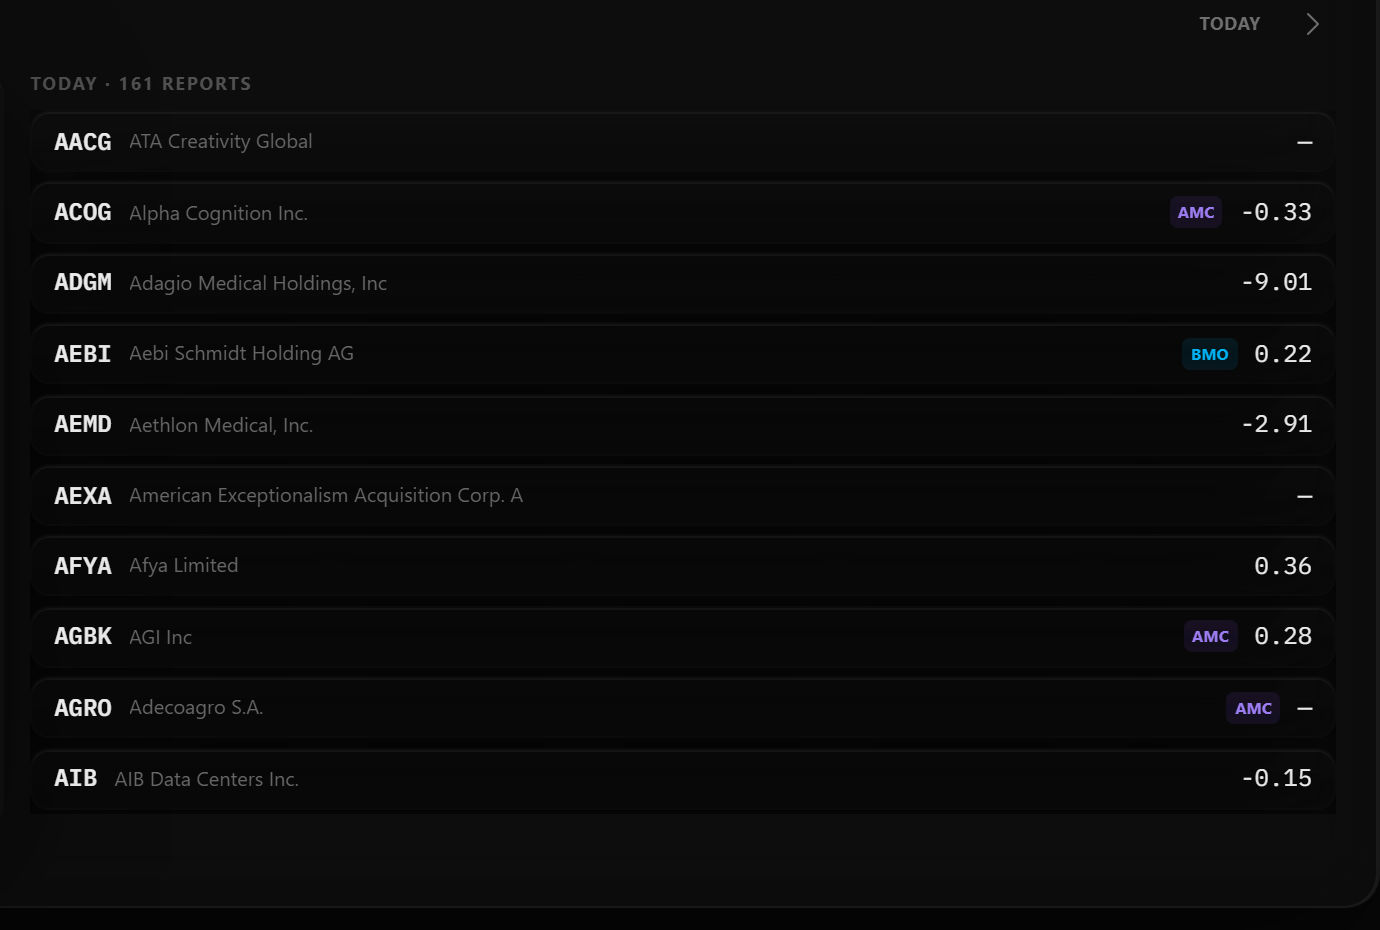 TODAY
TODAY · 161 REPORTS
AACG ATA Creativity Global —
ACOG Alpha Cognition Inc. AMC -0.33
ADGM Adagio Medical Holdings, Inc -9.01
AEBI Aebi Schmidt Holding AG BMO 0.22
AEMD Aethlon Medical, Inc. -2.91
AEXA American Exceptionalism Acquisition Corp. A —
AFYA Afya Limited 0.36
AGBK AGI Inc AMC 0.28
AGRO Adecoagro S.A. AMC —
AIB AIB Data Centers Inc. -0.15